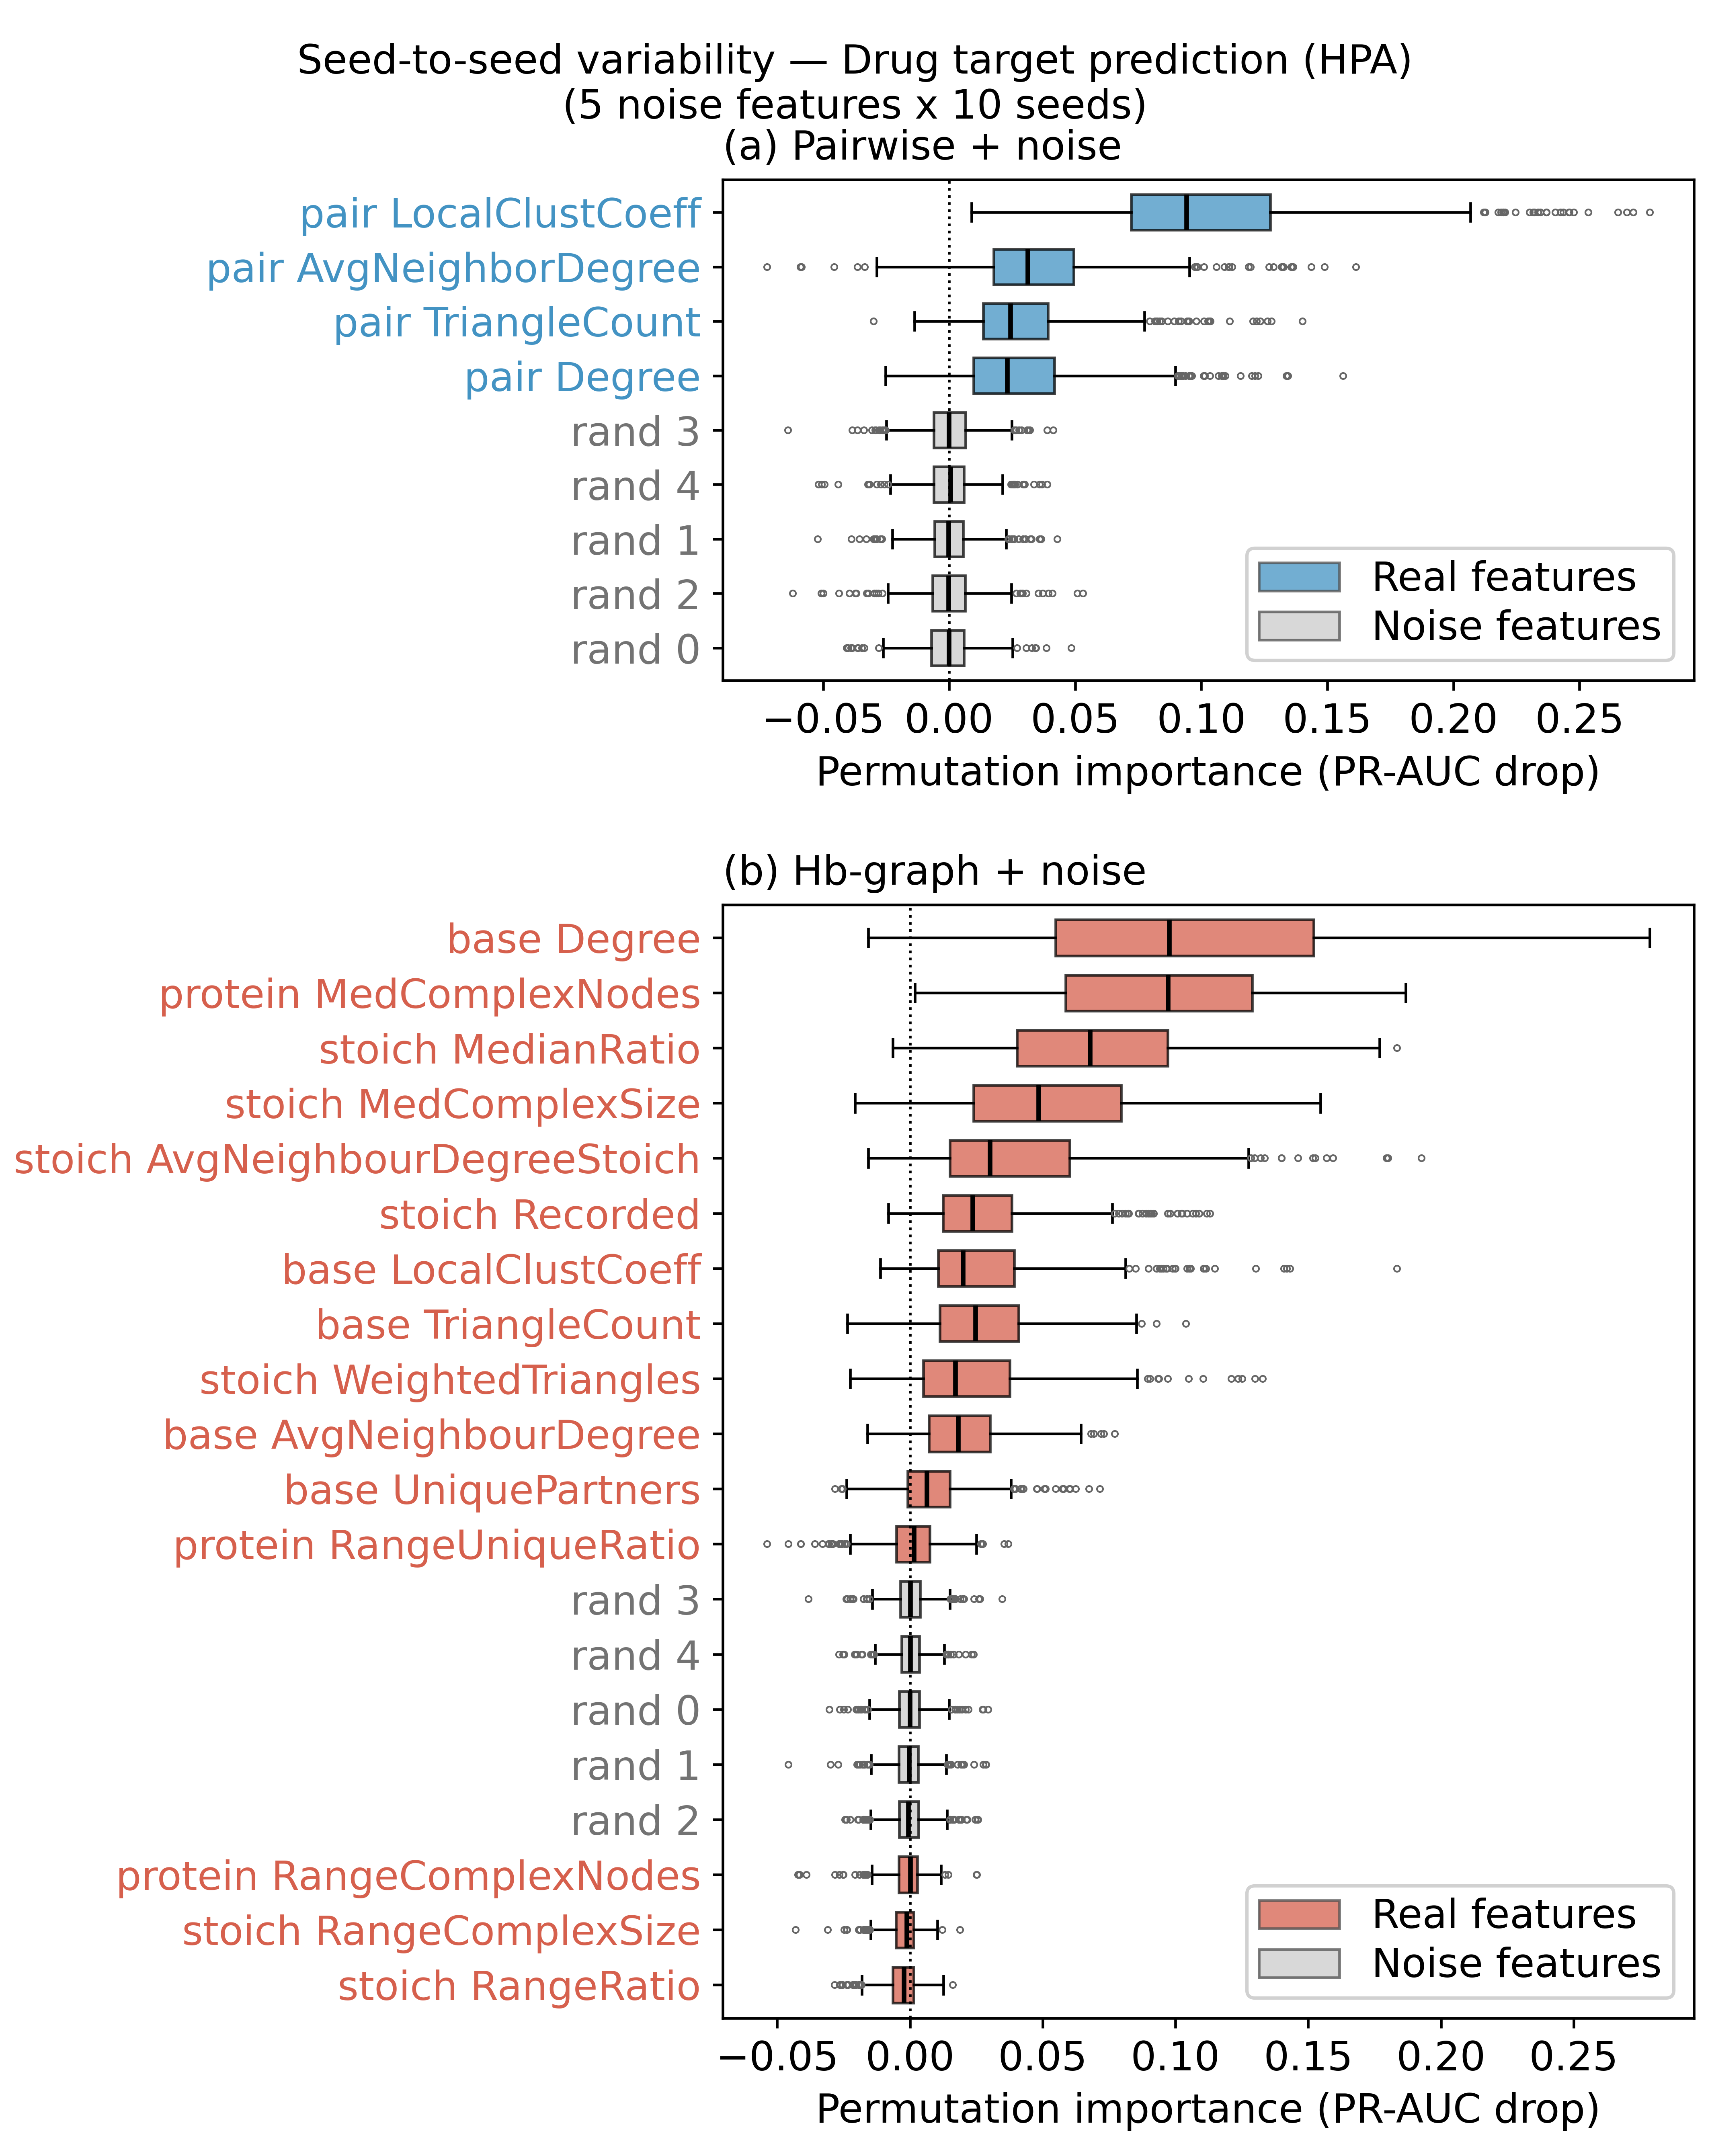 Seed-to-seed variability — Drug target prediction (HPA)
(5 noise features x 10 seeds)
(a) Pairwise + noise
pair LocalClustCoeff
pair AvgNeighborDegree
pair TriangleCount
pair Degree
rand 3
rand 4
rand 1
rand 2
rand 0
Real features
Noise features
−0.05 0.00 0.05 0.10 0.15 0.20 0.25
Permutation importance (PR-AUC drop)
(b) Hb-graph + noise
base Degree
protein MedComplexNodes
stoich MedianRatio
stoich MedComplexSize
stoich AvgNeighbourDegreeStoich
stoich Recorded
base LocalClustCoeff
base TriangleCount
stoich WeightedTriangles
base AvgNeighbourDegree
base UniquePartners
protein RangeUniqueRatio
rand 3
rand 4
rand 0
rand 1
rand 2
protein RangeComplexNodes
stoich RangeComplexSize
stoich RangeRatio
Real features
Noise features
−0.05 0.00 0.05 0.10 0.15 0.20 0.25
Permutation importance (PR-AUC drop)